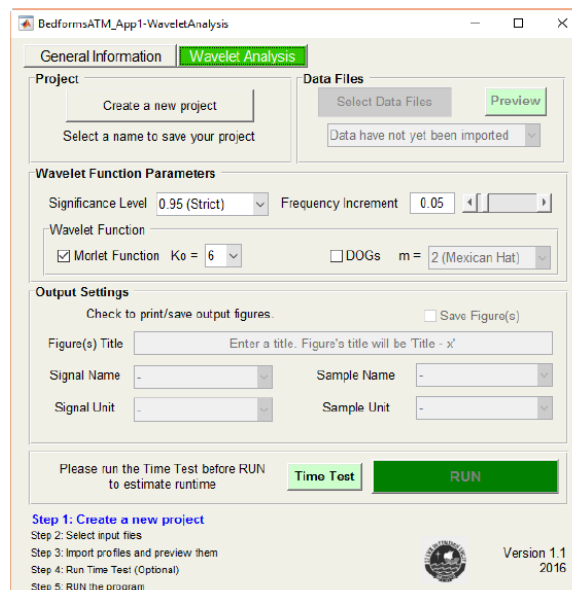 BedformsATM_App1-WaveletAnalysis
General Information
Wavelet Analysis
Project
Create a new project
Select a name to save your project
Data Files
Select Data Files
Preview
Data have not yet been imported
Wavelet Function Parameters
Significance Level 0.95 (Strict)
Frequency Increment 0.05
Wavelet Function
Morlet Function Ko = 6
DOGs m = 2 (Mexican Hat)
Output Settings
Check to print/save output figures.
Save Figure(s)
Figure(s) Title Enter a title. Figure's title will be 'Title - x'
Signal Name -
Sample Name -
Signal Unit -
Sample Unit -
Please run the Time Test before RUN
to estimate runtime
Time Test
RUN
Step 1: Create a new project
Step 2: Select input files
Step 3: Import profiles and preview them
Step 4: Run Time Test (Optional)
Step 5: RUN the program
Version 1.1
2016